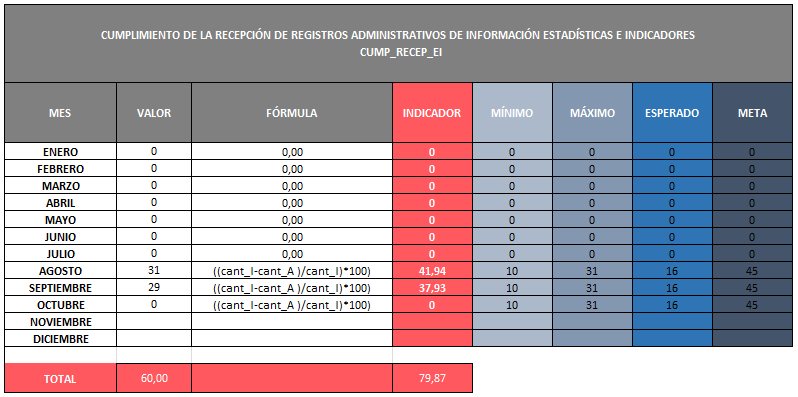 CUMPLIMIENTO DE LA RECEPCIÓN DE REGISTROS ADMINISTRATIVOS DE INFORMACIÓN ESTADÍSTICAS E INDICADORES
CUMP_RECEP_EI
MES VALOR FÓRMULA INDICADOR MÍNIMO MÁXIMO ESPERADO META
ENERO 0 0,00 0 0 0 0 0
FEBRERO 0 0,00 0 0 0 0 0
MARZO 0 0,00 0 0 0 0 0
ABRIL 0 0,00 0 0 0 0 0
MAYO 0 0,00 0 0 0 0 0
JUNIO 0 0,00 0 0 0 0 0
JULIO 0 0,00 0 0 0 0 0
AGOSTO 31 ((cant_I-cant_A )/cant_I)*100) 41,94 10 31 16 45
SEPTIEMBRE 29 ((cant_I-cant_A )/cant_I)*100) 37,93 10 31 16 45
OCTUBRE 0 ((cant_I-cant_A )/cant_I)*100) 0 10 31 16 45
NOVIEMBRE
DICIEMBRE
TOTAL 60,00 79,87